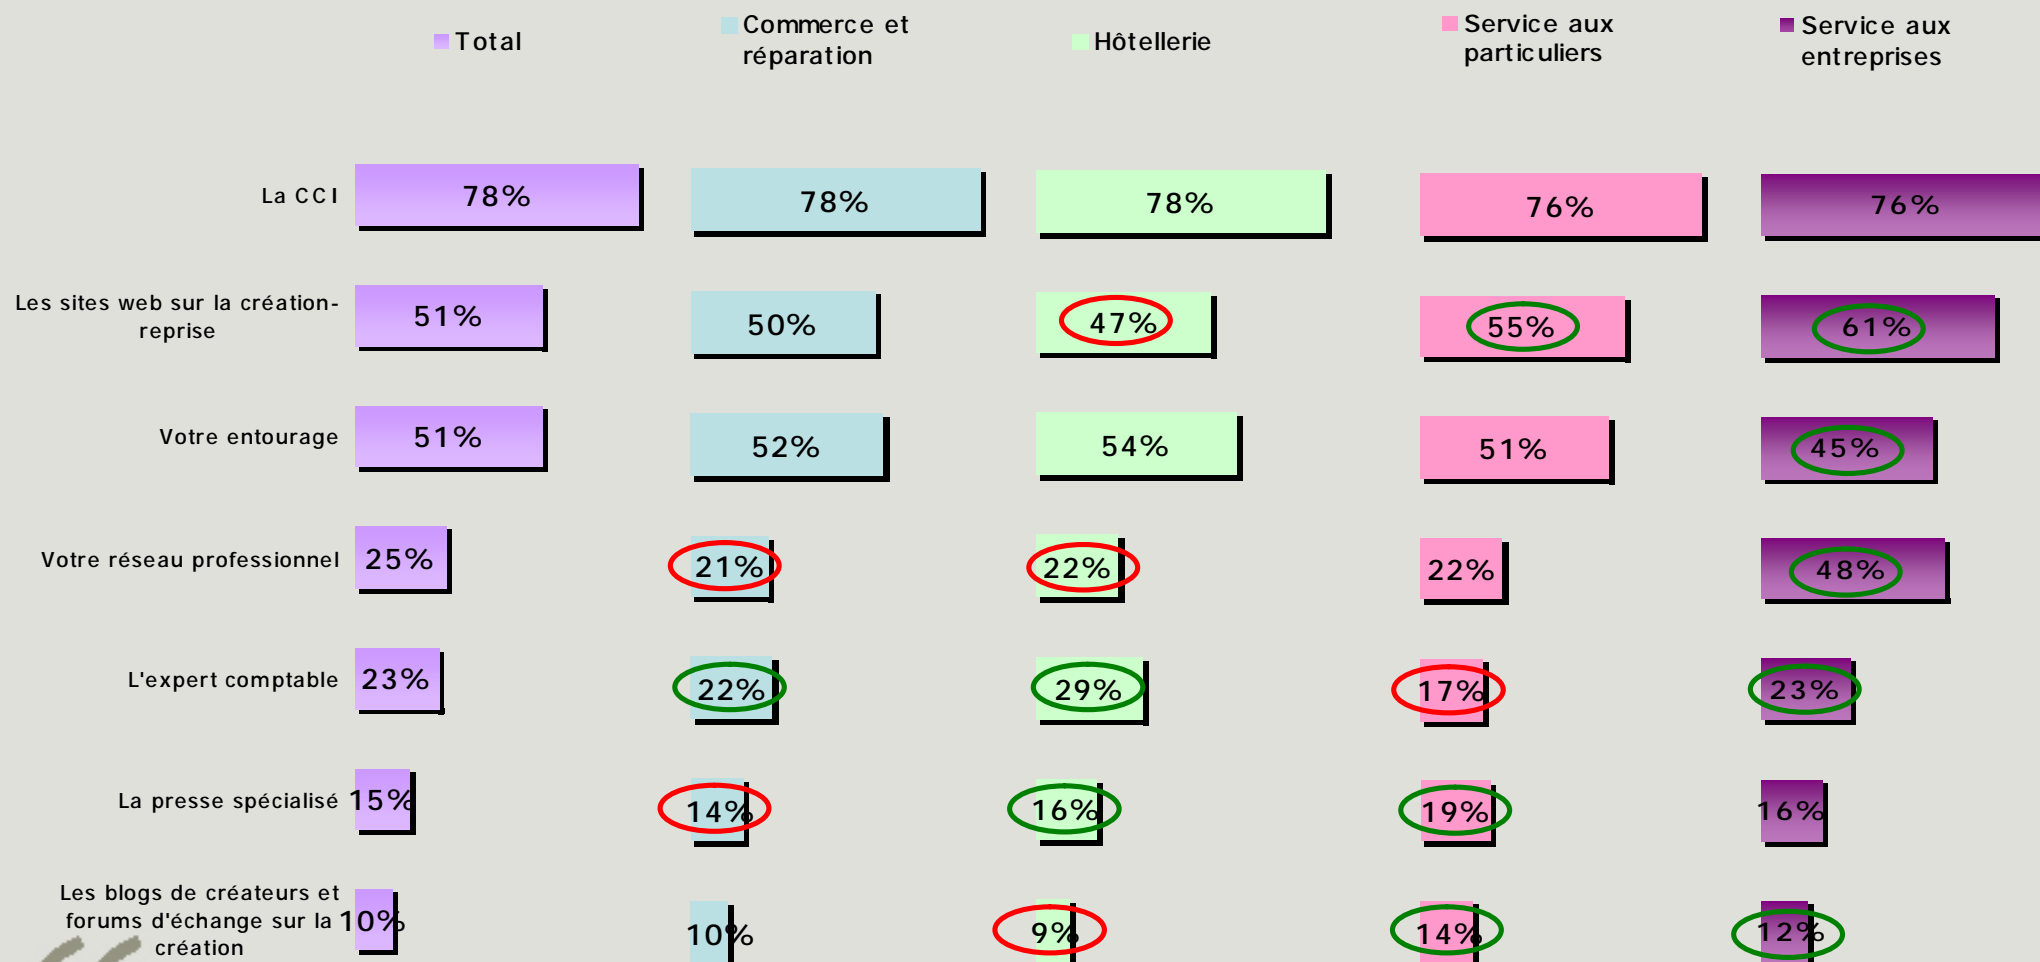 Total
Commerce et
réparation
Hôtellerie
Service aux
particuliers
Service aux
entreprises
La CCI
78%
78%
78%
76%
76%
Les sites web sur la création-
reprise
51%
50%
47%
55%
61%
Votre entourage
51%
52%
54%
51%
45%
Votre réseau professionnel
25%
21%
22%
22%
48%
L'expert comptable
23%
22%
29%
17%
23%
La presse spécialisé
15%
14%
16%
19%
16%
Les blogs de créateurs et
forums d'échange sur la
création
10%
10%
9%
14%
12%